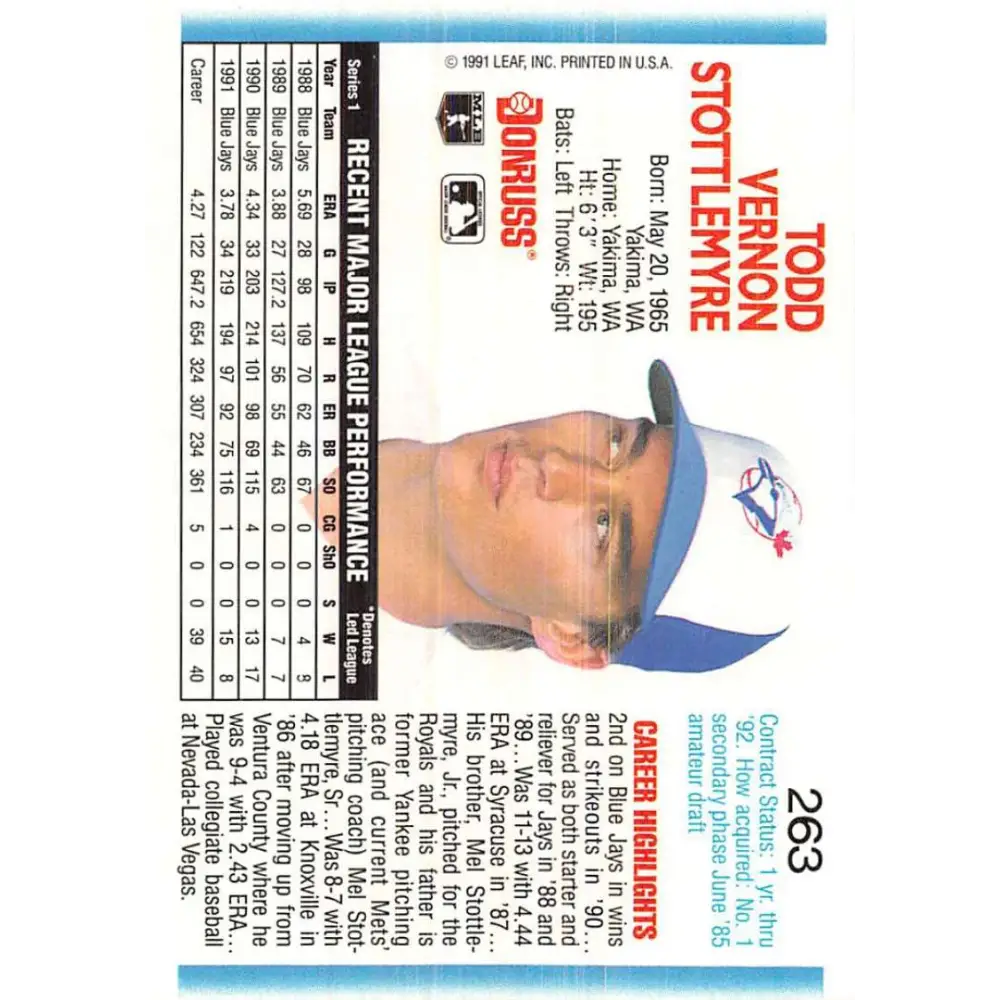 263
TODD
VERNON
STOTTLEMYRE
Born: May 20, 1965
Yakima, WA
Home: Yakima, WA
Ht: 6'3" Wt: 195
Bats: Left Throws: Right
DONRUSS®
MLB
© 1991 LEAF, INC. PRINTED IN U.S.A.
Contract Status: 1 yr. thru
'92. How acquired: No. 1
secondary phase June '85
amateur draft
CAREER HIGHLIGHTS
2nd on Blue Jays in wins
and strikeouts in '90...
Served as both starter and
reliever for Jays in '88 and
'89... Was 11-13 with 4.44
ERA at Syracuse in '87...
His brother, Mel Stottle-
myre, Jr., pitched for the
Royals and his father is
former Yankee pitching
ace (and current Mets'
pitching coach) Mel Stot-
tlemyre, Sr... Was 8-7 with
4.18 ERA at Knoxville in
'86 after moving up from
Ventura County where he
was 9-4 with 2.43 ERA...
Played collegiate baseball
at Nevada-Las Vegas.
Series 1 RECENT MAJOR LEAGUE PERFORMANCE *Denotes
Led League
Year Team ERA G IP H R ER BB SO CG Sh0 S W L
1988 Blue Jays 5.69 28 98 109 70 62 46 67 0 0 0 4 8
1989 Blue Jays 3.88 27 127.2 137 56 55 44 63 0 0 0 7 7
1990 Blue Jays 4.34 33 203 214 101 98 69 115 4 0 0 13 17
1991 Blue Jays 3.78 34 219 194 97 92 75 116 1 0 0 15 8
Career 4.27 122 647.2 654 324 307 234 361 5 0 0 39 40